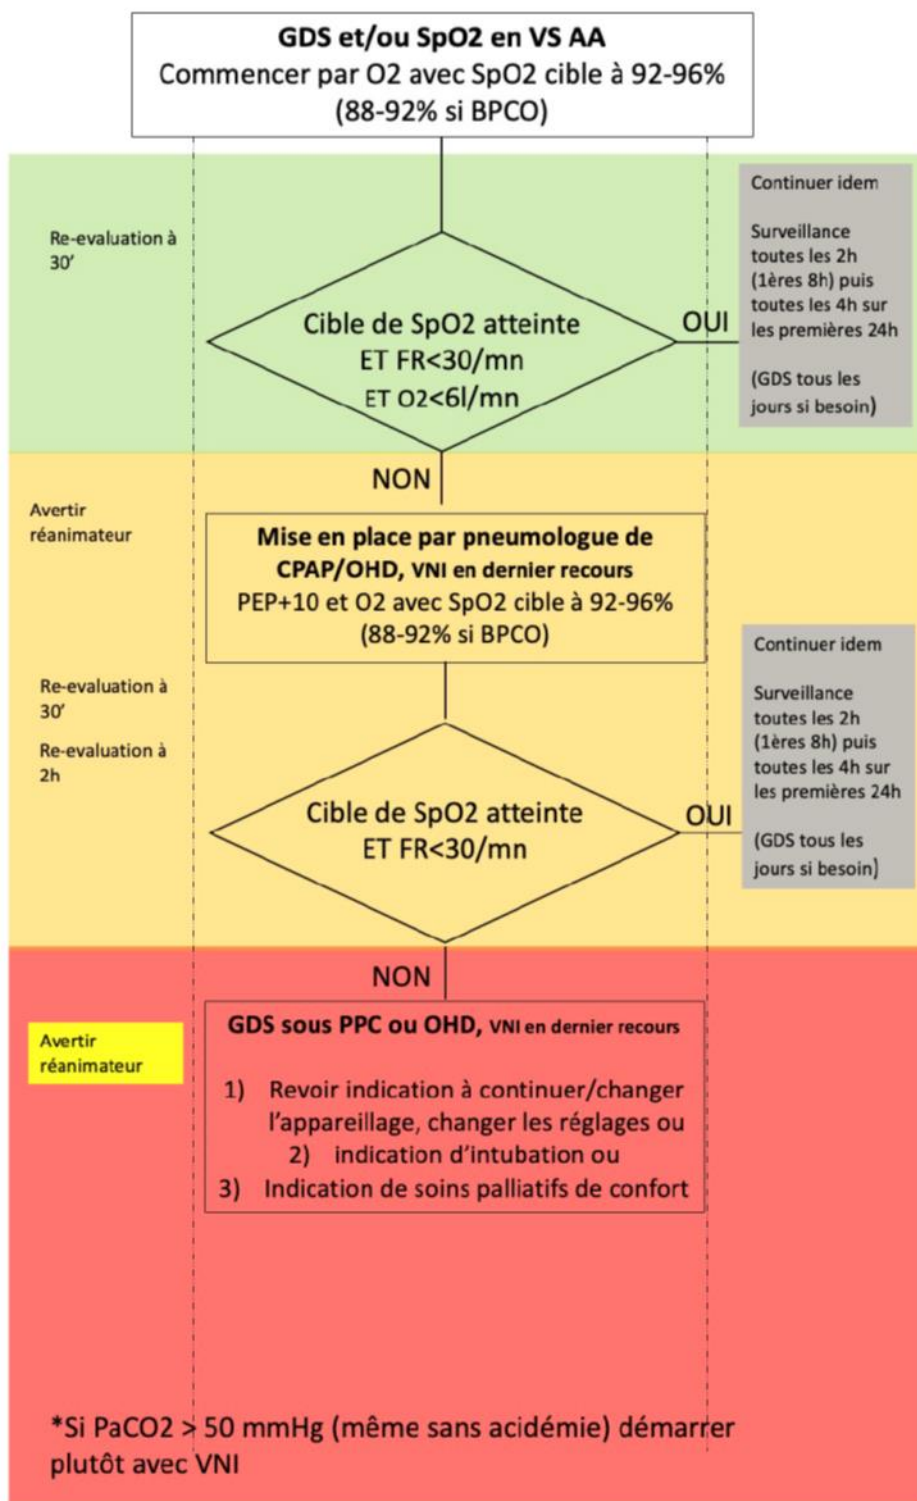 GDS et/ou SpO2 en VS AA
Commencer par O2 avec SpO2 cible à 92-96%
(88-92% si BPCO)
Re-evaluation à
30'
Cible de SpO2 atteinte
ET FR<30/mn
ET O2<6l/mn
OUI
Continuer idem
Surveillance
toutes les 2h
(1ères 8h) puis
toutes les 4h sur
les premières 24h
(GDS tous les
jours si besoin)
NON
Avertir
réanimateur
Mise en place par pneumologue de
CPAP/OHD, VNI en dernier recours
PEP+10 et O2 avec SpO2 cible à 92-96%
(88-92% si BPCO)
Re-evaluation à
30'
Re-evaluation à
2h
Cible de SpO2 atteinte
ET FR<30/mn
OUI
Continuer idem
Surveillance
toutes les 2h
(1ères 8h) puis
toutes les 4h sur
les premières 24h
(GDS tous les
jours si besoin)
NON
Avertir
réanimateur
GDS sous PPC ou OHD, VNI en dernier recours
1) Revoir indication à continuer/changer
l'appareillage, changer les réglages ou
2) indication d'intubation ou
3) Indication de soins palliatifs de confort
*Si PaCO2 > 50 mmHg (même sans acidémie) démarrer
plutôt avec VNI